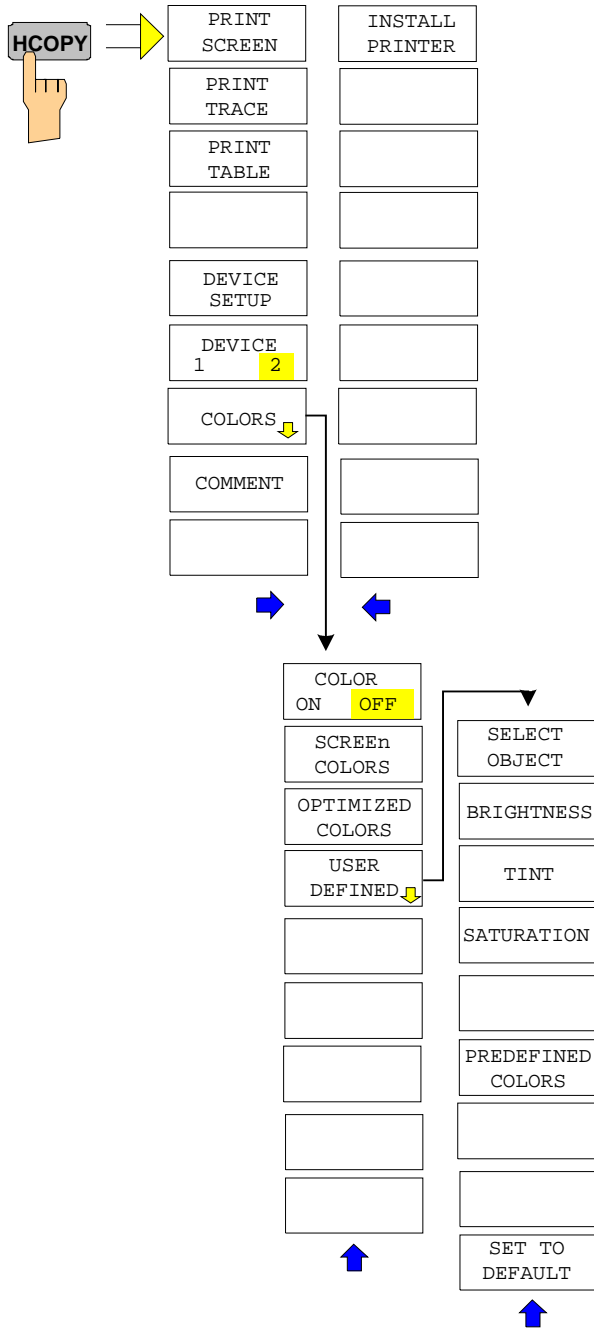 HCOPY
PRINT
SCREEN
PRINT
TRACE
PRINT
TABLE
DEVICE
SETUP
DEVICE
1 2
COLORS
COMMENT
INSTALL
PRINTER
COLOR
ON OFF
SCREEn
COLORS
OPTIMIZED
COLORS
USER
DEFINED
SELECT
OBJECT
BRIGHTNESS
TINT
SATURATION
PREDEFINED
COLORS
SET TO
DEFAULT